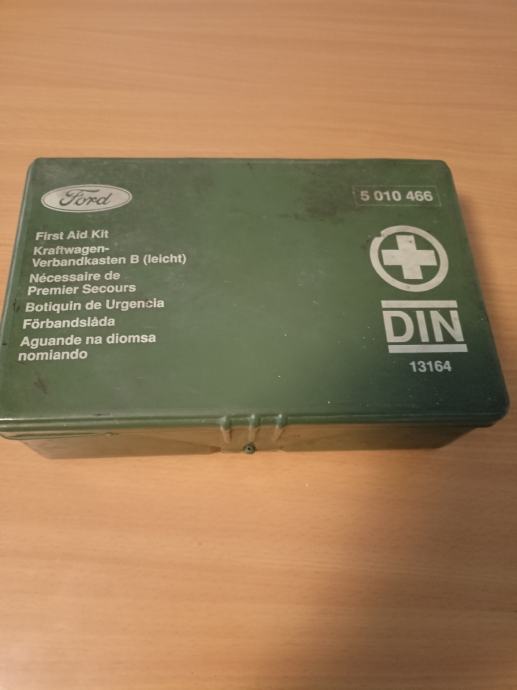 Ford
5 010 466
First Aid Kit
Kraftwagen-
Verbandkasten B (leicht)
Nécessaire de
Premier Secours
Botiquin de Urgencia
Förbandslåda
Aguande na diomsa
nomiando
DIN
13164